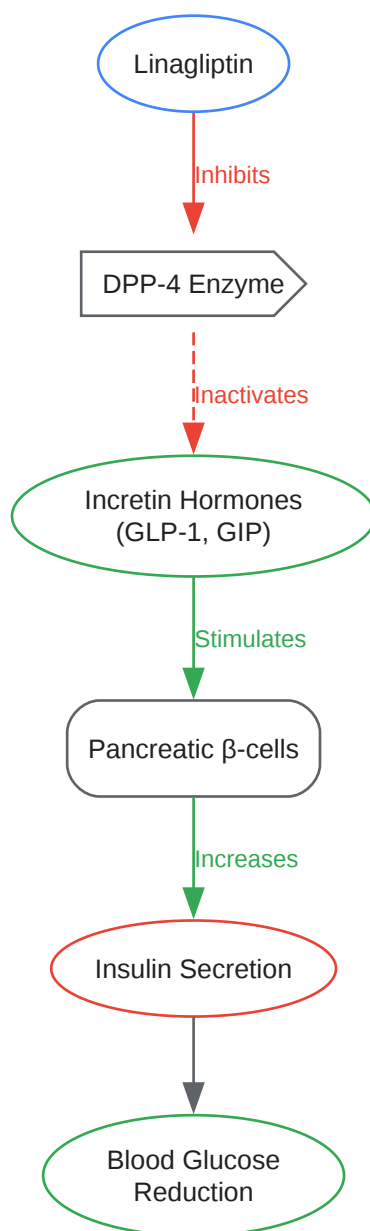 Linagliptin
Inhibits
DPP-4 Enzyme
Inactivates
Incretin Hormones
(GLP-1, GIP)
Stimulates
Pancreatic β-cells
Increases
Insulin Secretion
Blood Glucose
Reduction